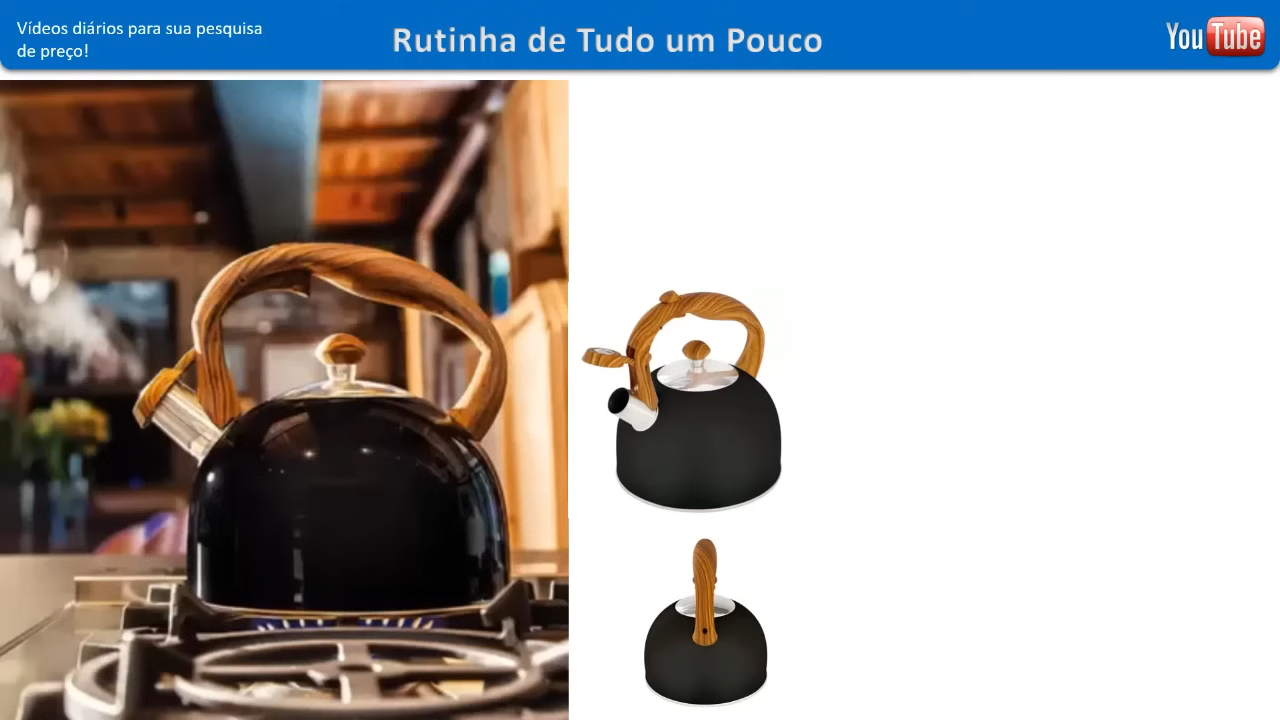 Vídeos diários para sua pesquisa
de preço!
Rutinha de Tudo um Pouco
YouTube